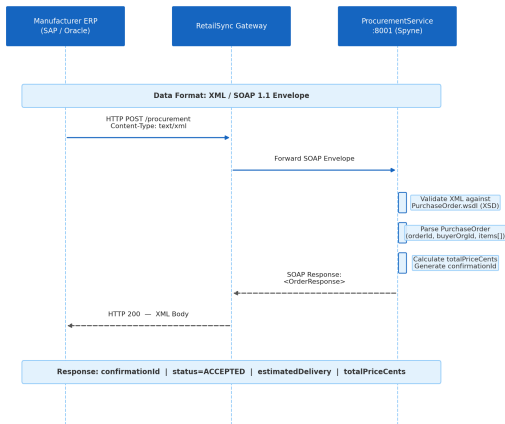 Manufacturer ERP
(SAP / Oracle)
RetailSync Gateway
ProcurementService
:8001 (Spyne)
Data Format: XML / SOAP 1.1 Envelope
HTTP POST /procurement
Content-Type: text/xml
Forward SOAP Envelope
Validate XML against
PurchaseOrder.wsdl (XSD)
Parse PurchaseOrder
(orderId, buyerOrgId, items[])
Calculate totalPriceCents
Generate confirmationId
SOAP Response:
<OrderResponse>
HTTP 200 — XML Body
Response: confirmationId | status=ACCEPTED | estimatedDelivery | totalPriceCents